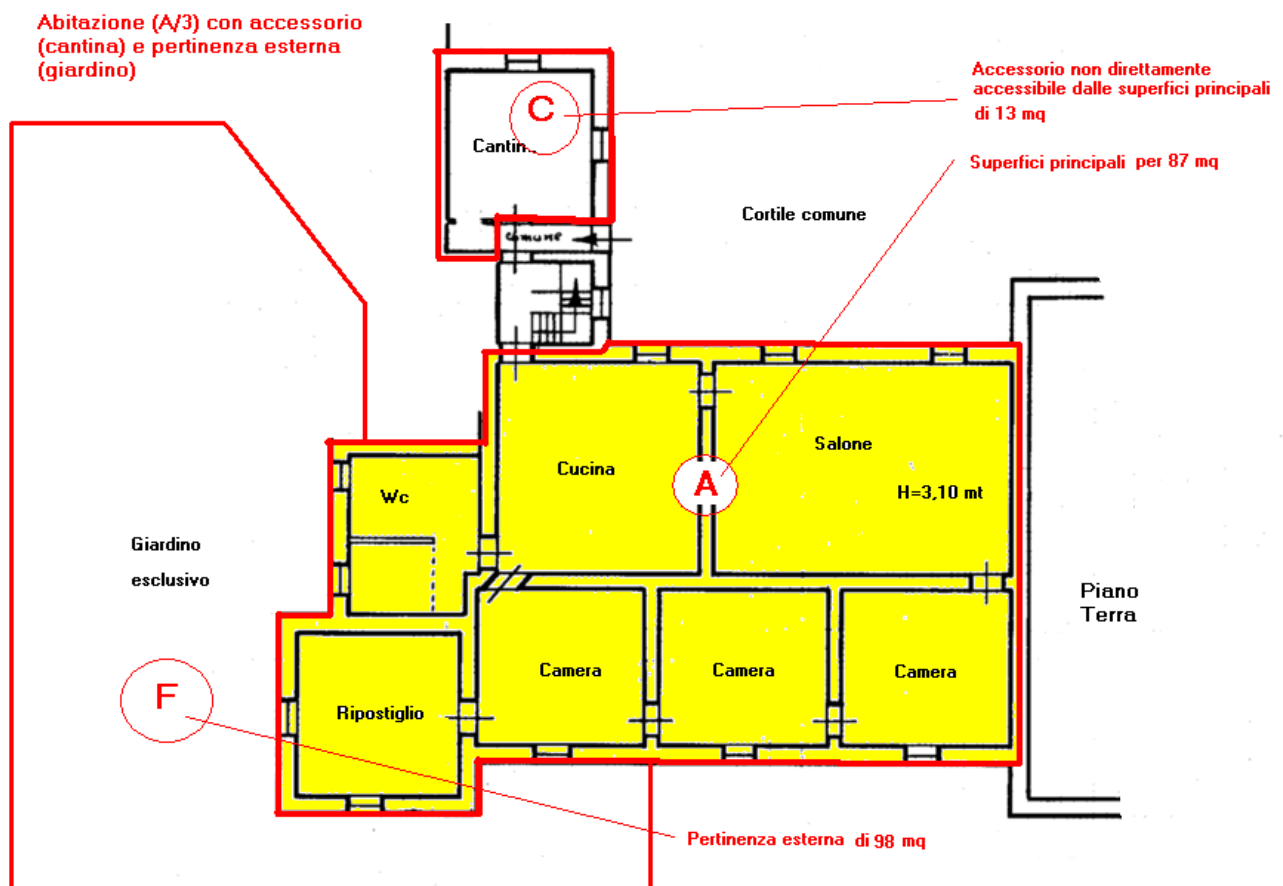 Abitazione (A/3) con accessorio
(cantina) e pertinenza esterna
(giardino)
Accessorio non direttamente
accessibile dalle superfici principali
di 13 mq
C
Cantina
Superfici principali per 87 mq
Cortile comune
comune
Salone
Cucina
A
H=3,10 mt
Wc
Giardino
esclusivo
Piano
Terra
Camera
Camera
Camera
F
Ripostiglio
Pertinenza esterna di 98 mq